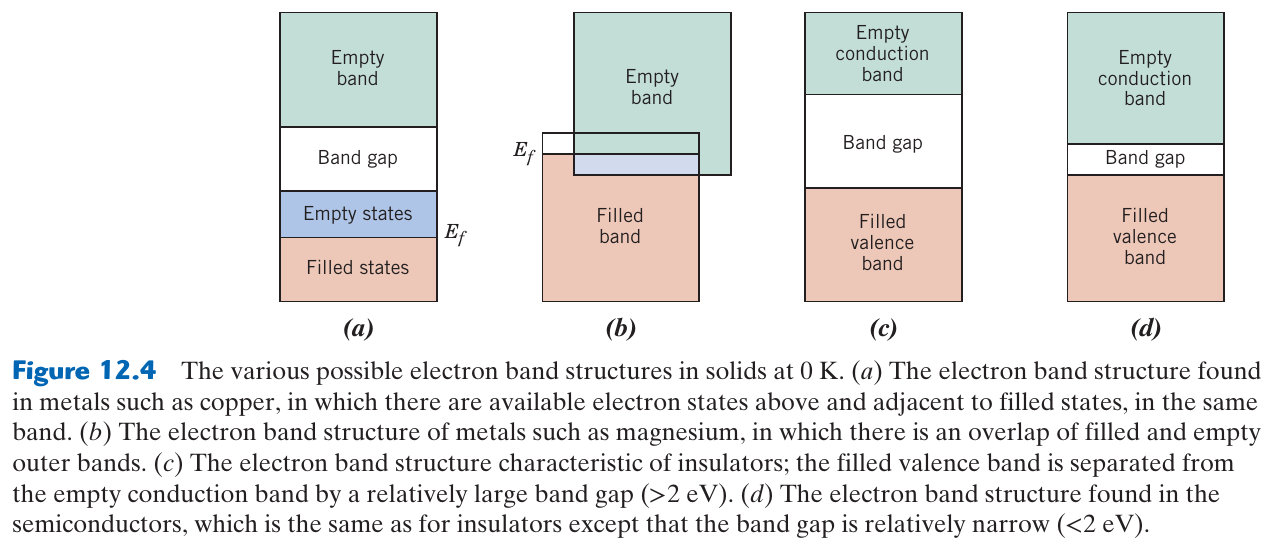 Empty
band
Band gap
Empty states
Filled states
E_f
(a)
Empty
band
E_f
Filled
band
(b)
Empty
conduction
band
Band gap
Filled
valence
band
(c)
Empty
conduction
band
Band gap
Filled
valence
band
(d)
Figure 12.4 The various possible electron band structures in solids at 0 K. (a) The electron band structure found
in metals such as copper, in which there are available electron states above and adjacent to filled states, in the same
band. (b) The electron band structure of metals such as magnesium, in which there is an overlap of filled and empty
outer bands. (c) The electron band structure characteristic of insulators; the filled valence band is separated from
the empty conduction band by a relatively large band gap (>2 eV). (d) The electron band structure found in the
semiconductors, which is the same as for insulators except that the band gap is relatively narrow (<2 eV).